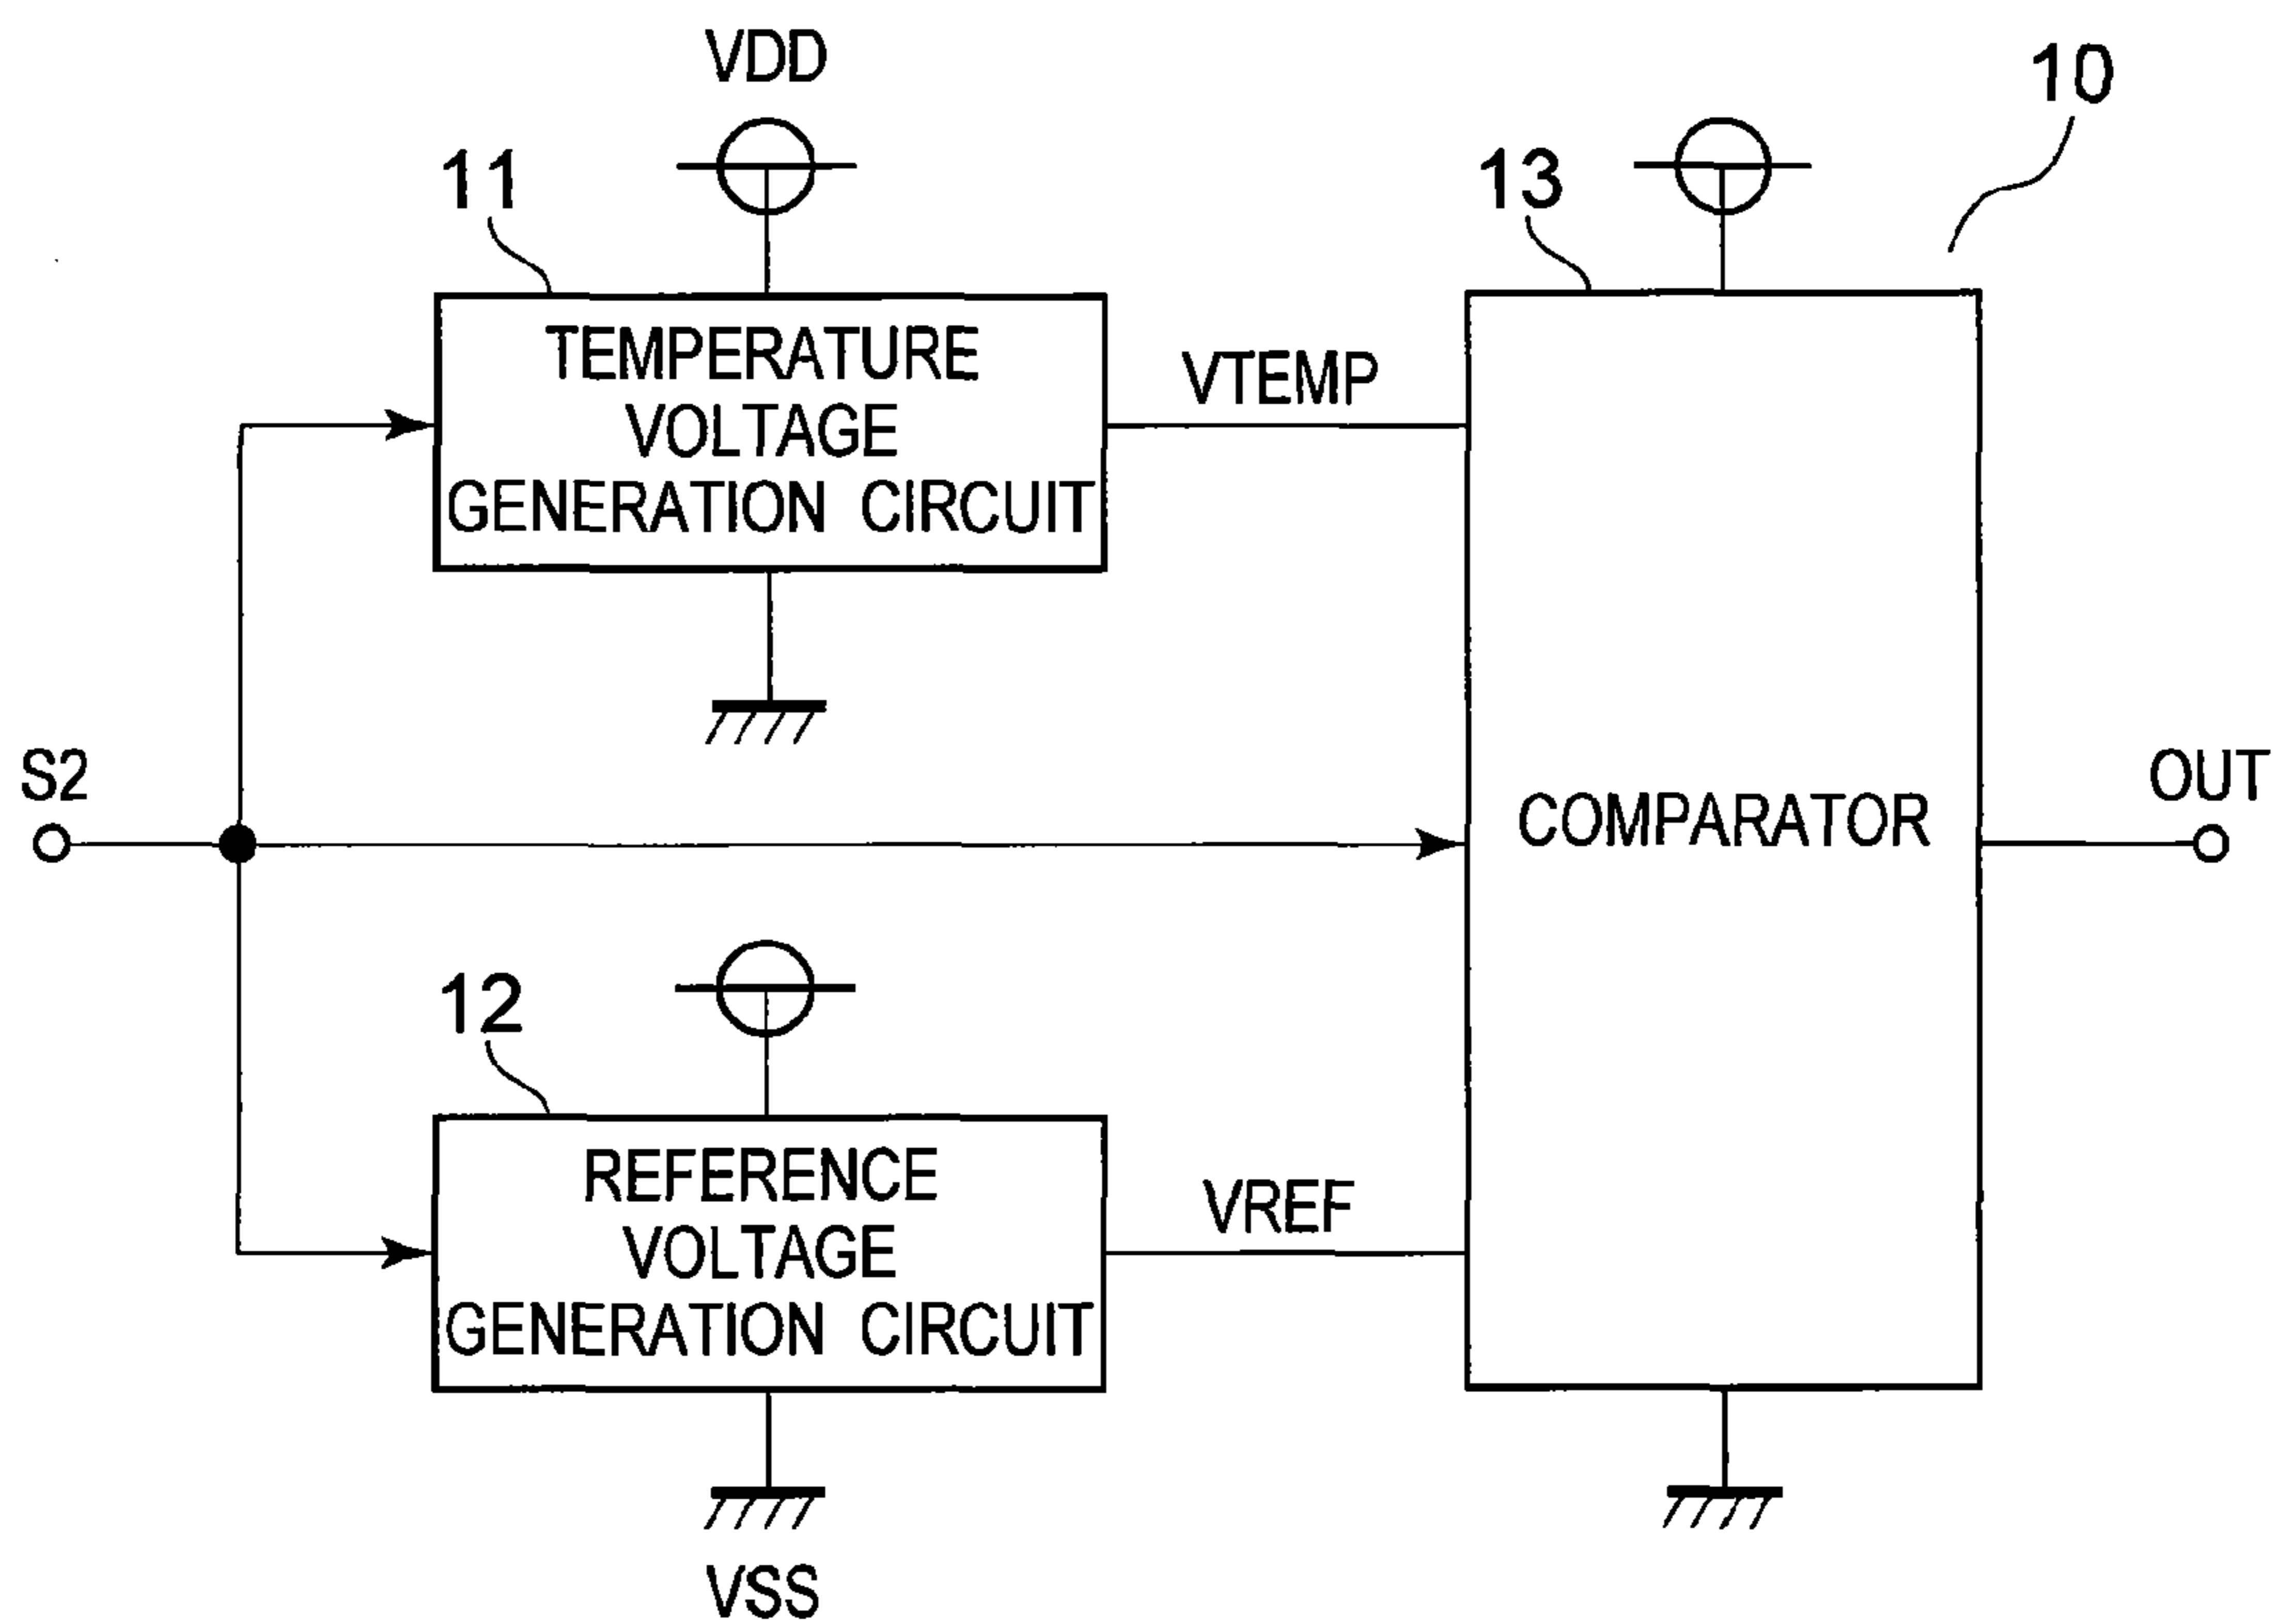 VDD
10
11
13
TEMPERATURE
VOLTAGE
GENERATION CIRCUIT
VTEMP
S2
COMPARATOR
OUT
12
REFERENCE
VOLTAGE
GENERATION CIRCUIT
VREF
VSS